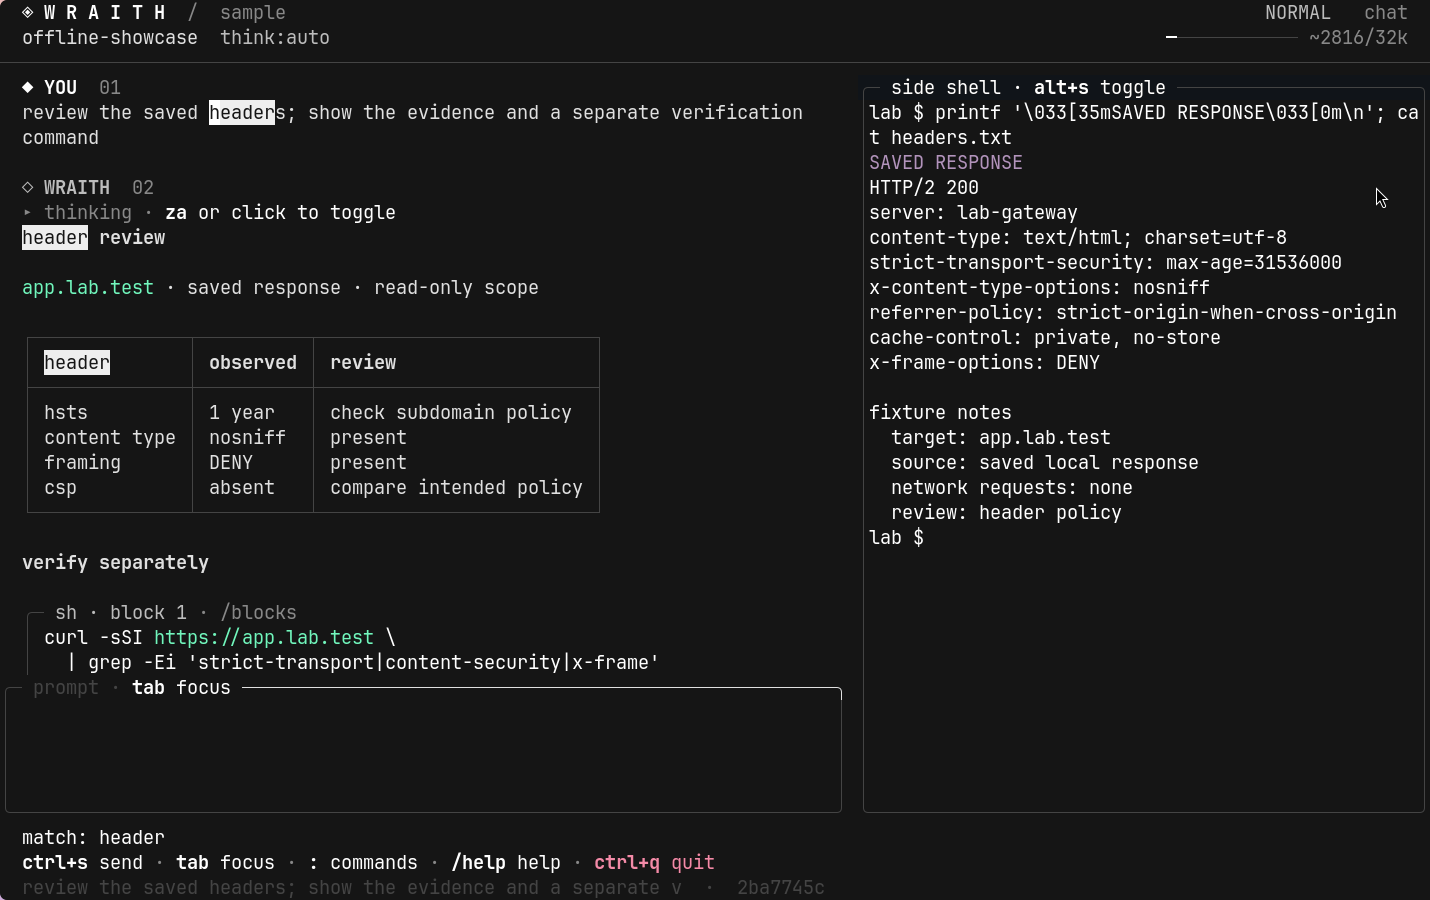 ◈ W R A I T H / sample NORMAL chat
offline-showcase think:auto ~2816/32k
◆ YOU 01
review the saved headers; show the evidence and a separate verification
command
◇ WRAITH 02
▸ thinking · za or click to toggle
header review
app.lab.test · saved response · read-only scope
header observed review
hsts 1 year check subdomain policy
content type nosniff present
framing DENY present
csp absent compare intended policy
verify separately
sh · block 1 · /blocks
curl -sSI https://app.lab.test \
| grep -Ei 'strict-transport|content-security|x-frame'
prompt · tab focus
side shell · alt+s toggle
lab $ printf '\033[35mSAVED RESPONSE\033[0m\n'; ca
t headers.txt
SAVED RESPONSE
HTTP/2 200
server: lab-gateway
content-type: text/html; charset=utf-8
strict-transport-security: max-age=31536000
x-content-type-options: nosniff
referrer-policy: strict-origin-when-cross-origin
cache-control: private, no-store
x-frame-options: DENY
fixture notes
target: app.lab.test
source: saved local response
network requests: none
review: header policy
lab $
match: header
ctrl+s send · tab focus · : commands · /help help · ctrl+q quit
review the saved headers; show the evidence and a separate v · 2ba7745c